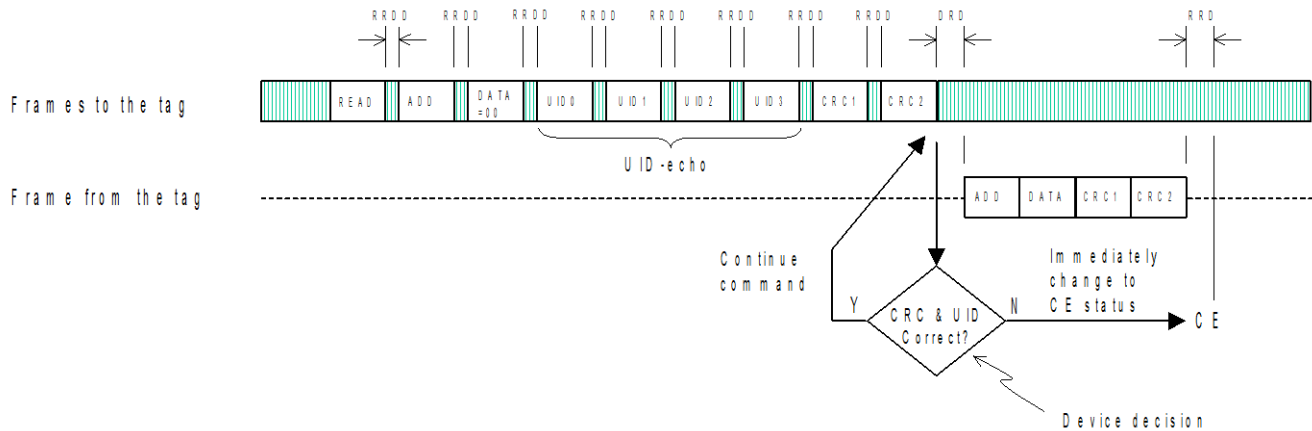 RRDD RRDD RRDD RRDD RRDD RRDD RRDD RRDD DRD RRD
Frames to the tag
READ ADD DATA =00 UID0 UID1 UID2 UID3 CRC1 CRC2
UID-echo
Frame from the tag
ADD DATA CRC1 CRC2
Continue
command
Immediately
change to
CE status
Y
CRC & UID
Correct?
N
CE
Device decision